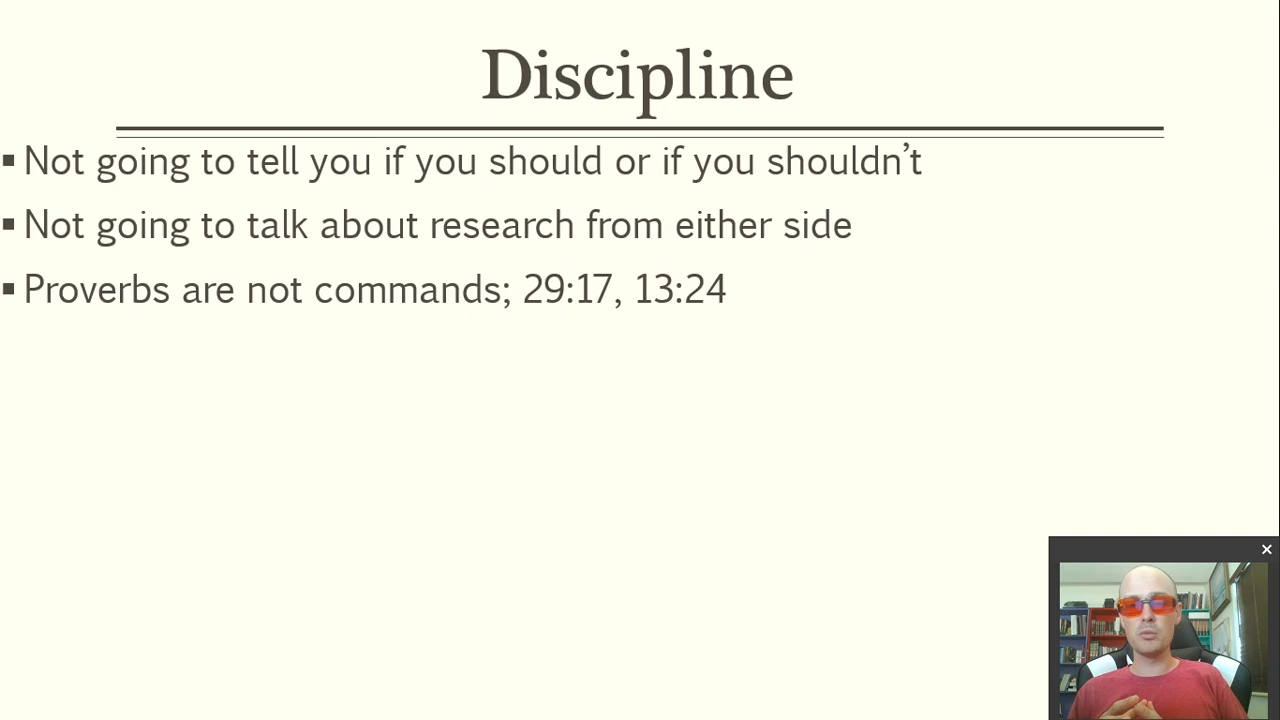 Discipline
▪ Not going to tell you if you should or if you shouldn’t
▪ Not going to talk about research from either side
▪ Proverbs are not commands; 29:17, 13:24